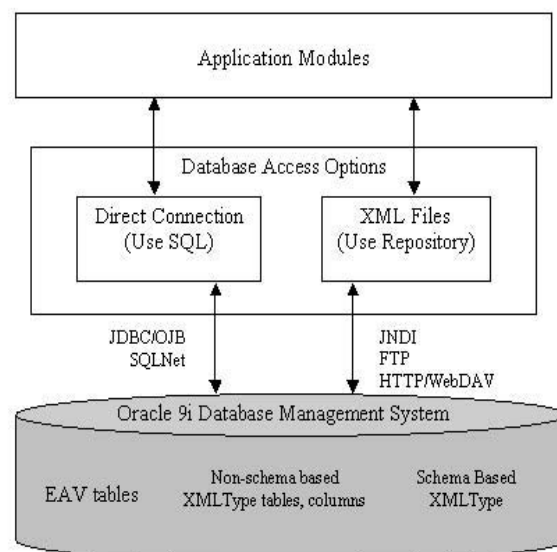 Application Modules
Database Access Options
Direct Connection
(Use SQL)
XML Files
(Use Repository)
JDBC/OJB
SQLNet
JNDI
FTP
HTTP/WebDAV
Oracle 9i Database Management System
EAV tables
Non-schema based
XMLType tables, columns
Schema Based
XMLType